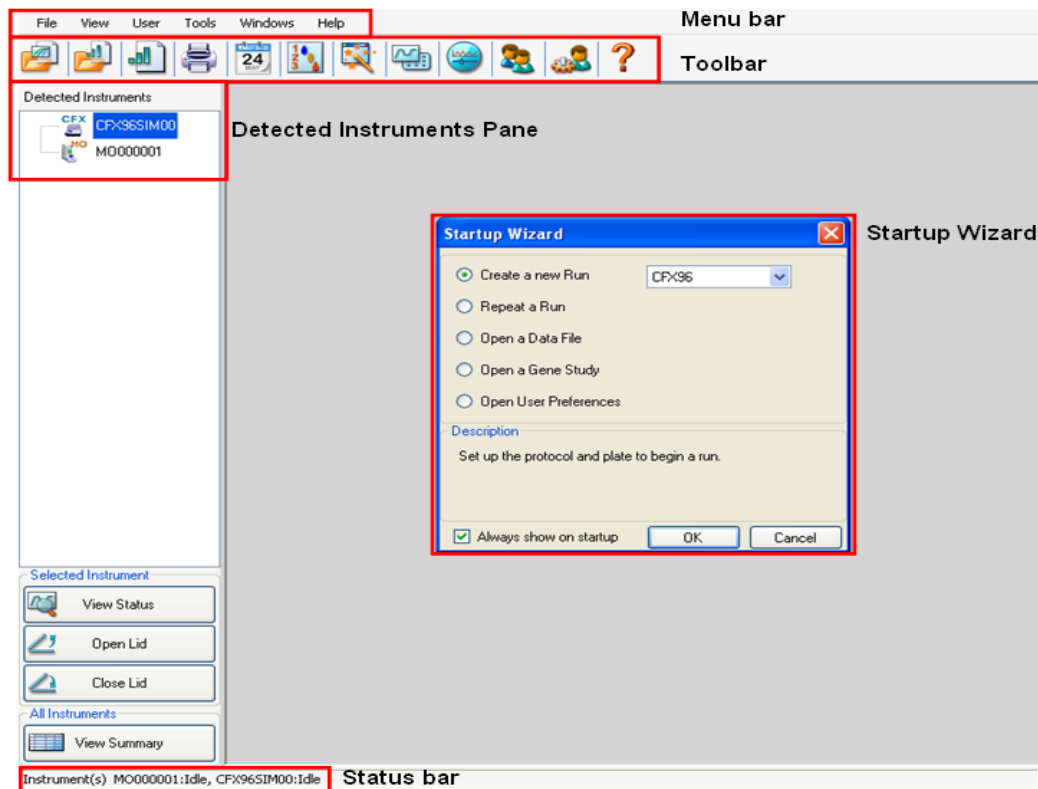 File View User Tools Windows Help
Menu bar
24
Toolbar
Detected Instruments
CFX CFX96SIM00
MO MO000001
Detected Instruments Pane
Startup Wizard
Startup Wizard
Create a new Run CFX96
Repeat a Run
Open a Data File
Open a Gene Study
Open User Preferences
Description
Set up the protocol and plate to begin a run.
Always show on startup OK Cancel
Selected Instrument
View Status
Open Lid
Close Lid
All Instruments
View Summary
Instrument(s) MO000001:Idle, CFX96SIM00:Idle
Status bar